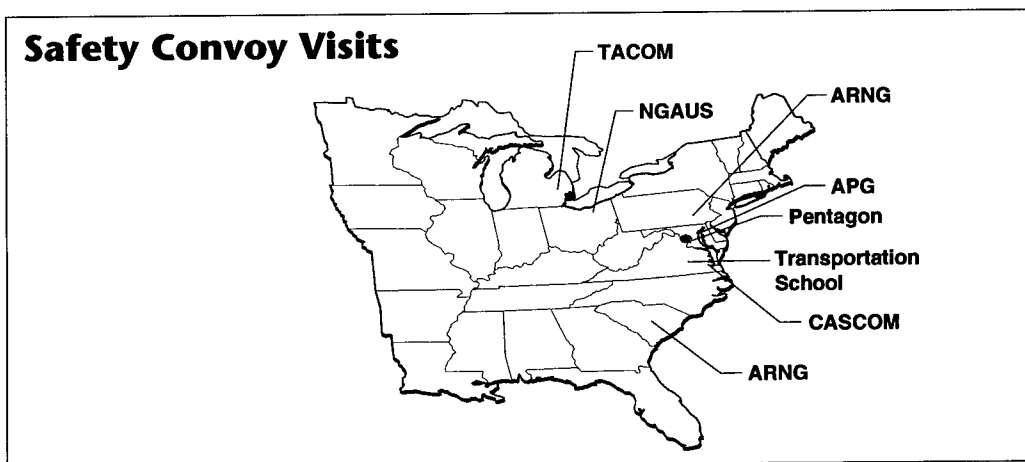 Safety Convoy Visits
TACOM
NGAUS
ARNG
APG
Pentagon
Transportation
School
CASCOM
ARNG